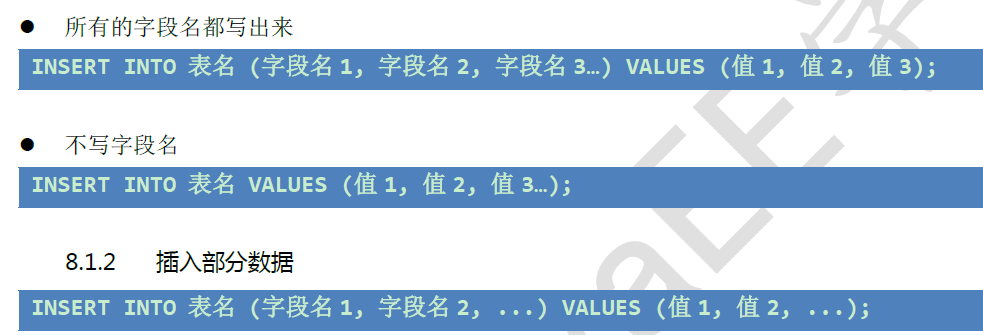 ● 所有的字段名都写出来
INSERT INTO 表名 (字段名1, 字段名2, 字段名3…) VALUES (值1, 值2, 值3);
● 不写字段名
INSERT INTO 表名 VALUES (值1, 值2, 值3…);
8.1.2 插入部分数据
INSERT INTO 表名 (字段名1, 字段名2, ...) VALUES (值1, 值2, ...);